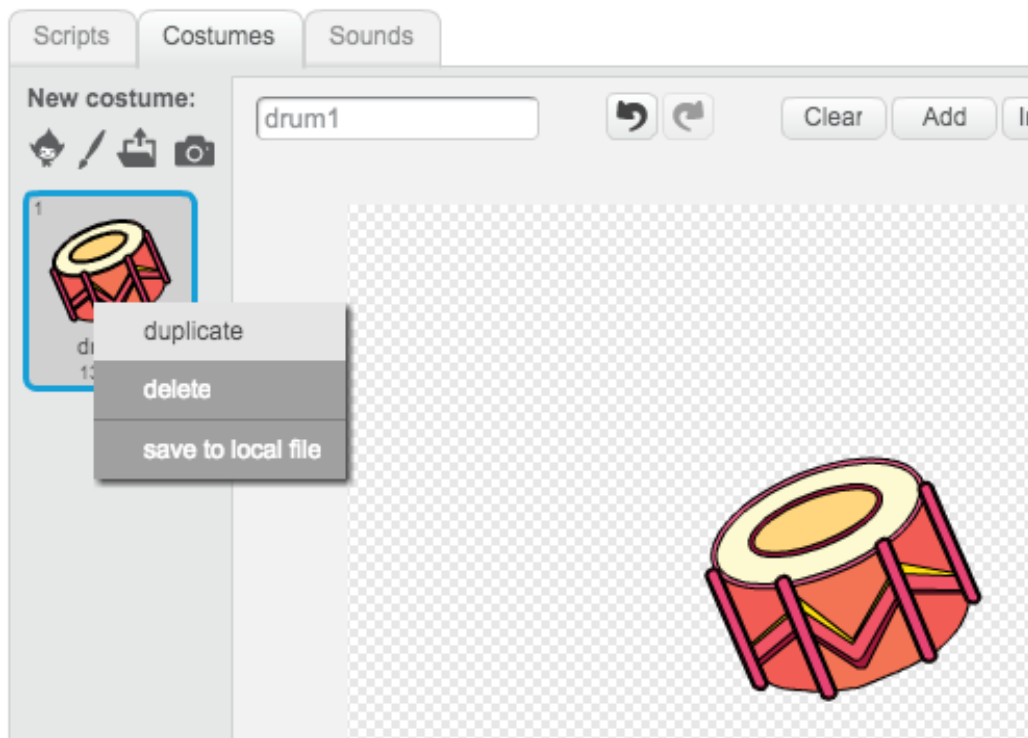 Scripts Costumes Sounds
New costume:
drum1
Clear Add
1
duplicate
delete
save to local file